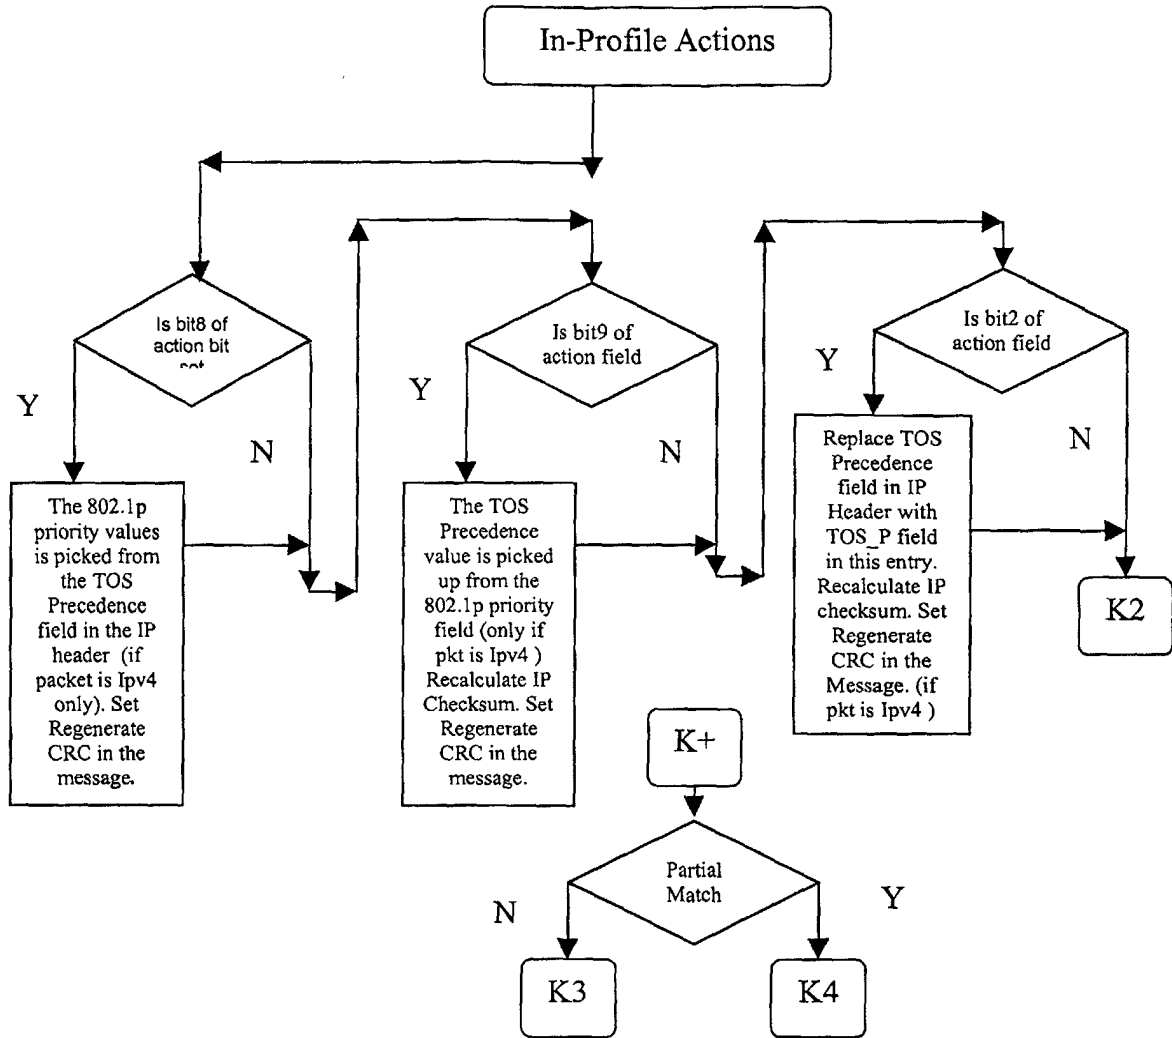 In-Profile Actions
Is bit8 of
action bit
Y
N
The 802.1p
priority values
is picked from
the TOS
Precedence
field in the IP
header (if
packet is Ipv4
only). Set
Regenerate
CRC in the
message.
Is bit9 of
action field
Y
N
The TOS
Precedence
value is picked
up from the
802.1p priority
field (only if
pkt is Ipv4 )
Recalculate IP
Checksum. Set
Regenerate
CRC in the
message.
Is bit2 of
action field
Y
N
Replace TOS
Precedence
field in IP
Header with
TOS_P field
in this entry.
Recalculate IP
checksum. Set
Regenerate
CRC in the
Message. (if
pkt is Ipv4 )
K2
K+
Partial
Match
N
Y
K3
K4